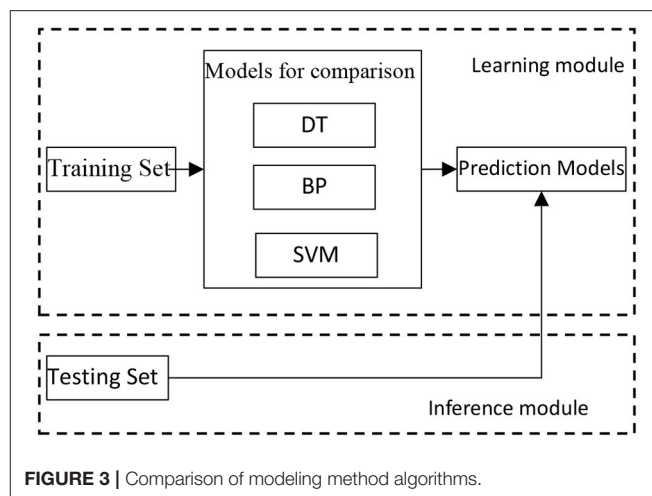 Models for comparison
Learning module
DT
Training Set
BP
Prediction Models
SVM
Testing Set
Inference module
FIGURE 3 | Comparison of modeling method algorithms.